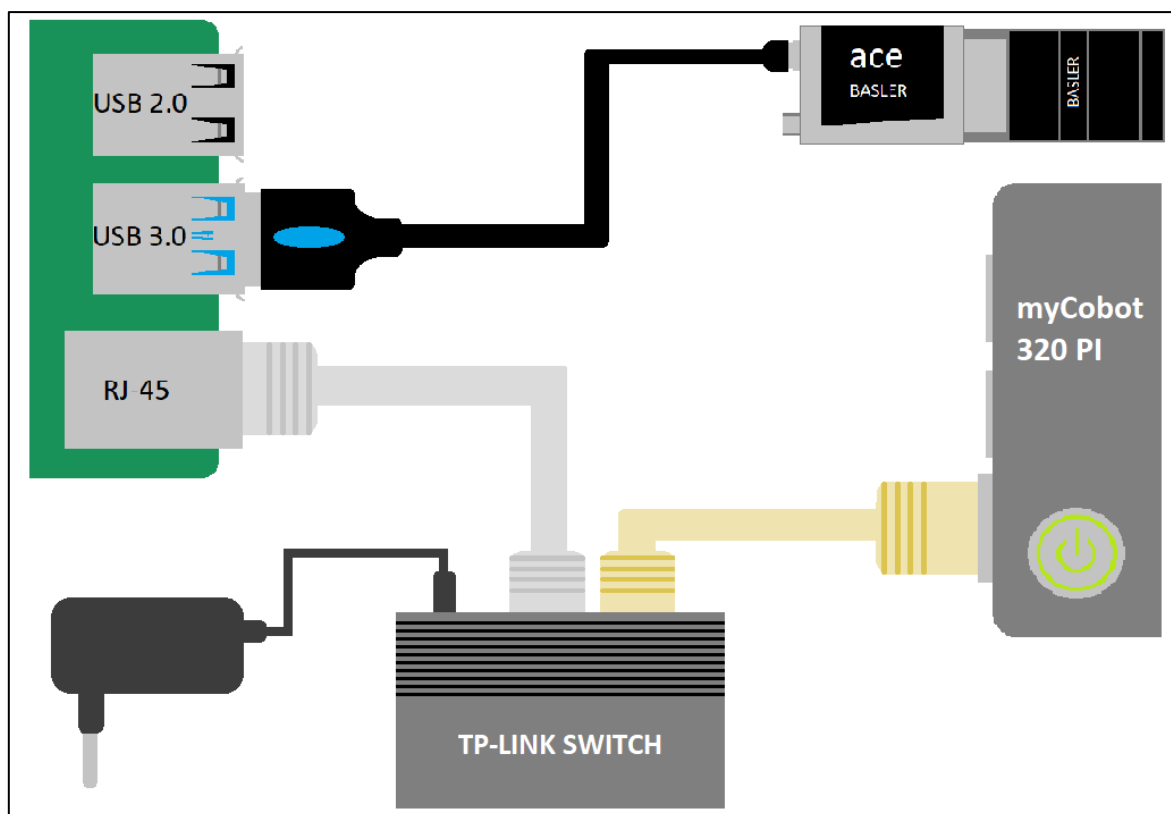 USB 2.0
ace
BASLER
BASLER
USB 3.0
myCobot
320 PI
RJ-45
TP-LINK SWITCH